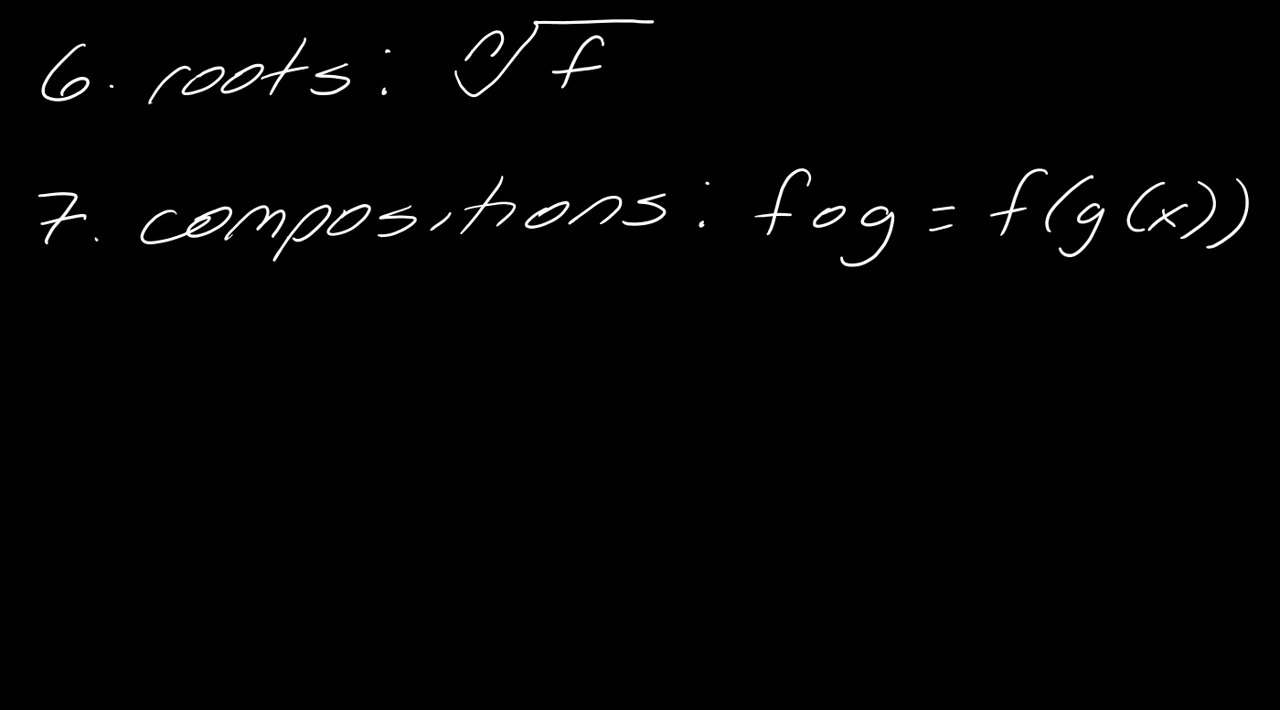 6. roots: ⁿ√f
7. compositions: f∘g = f(g(x))